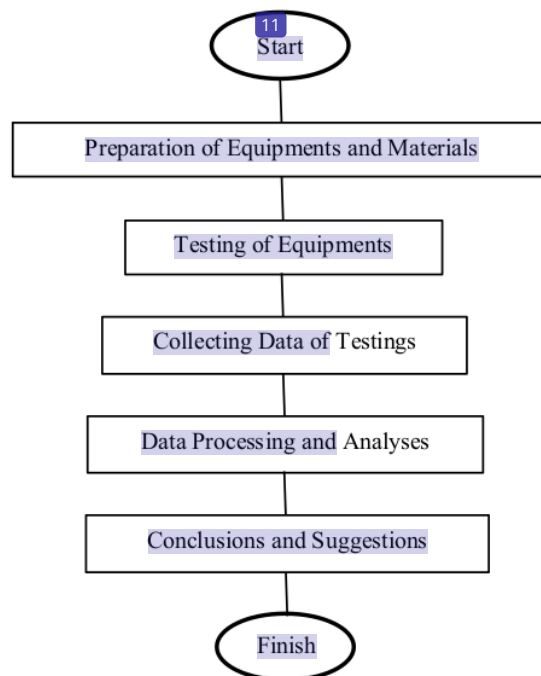 11
Start
Preparation of Equipments and Materials
Testing of Equipments
Collecting Data of Testings
Data Processing and Analyses
Conclusions and Suggestions
Finish